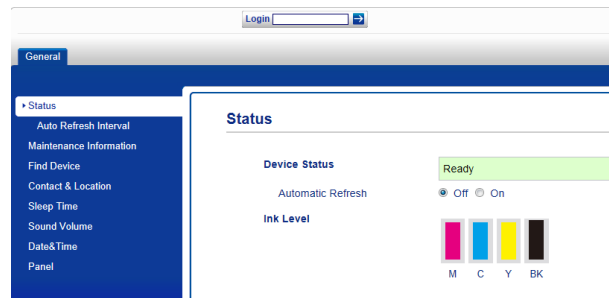 Login
General
Status
Auto Refresh Interval
Maintenance Information
Find Device
Contact & Location
Sleep Time
Sound Volume
Date&Time
Panel
Status
Device Status
Ready
Automatic Refresh
Off On
Ink Level
M C Y BK